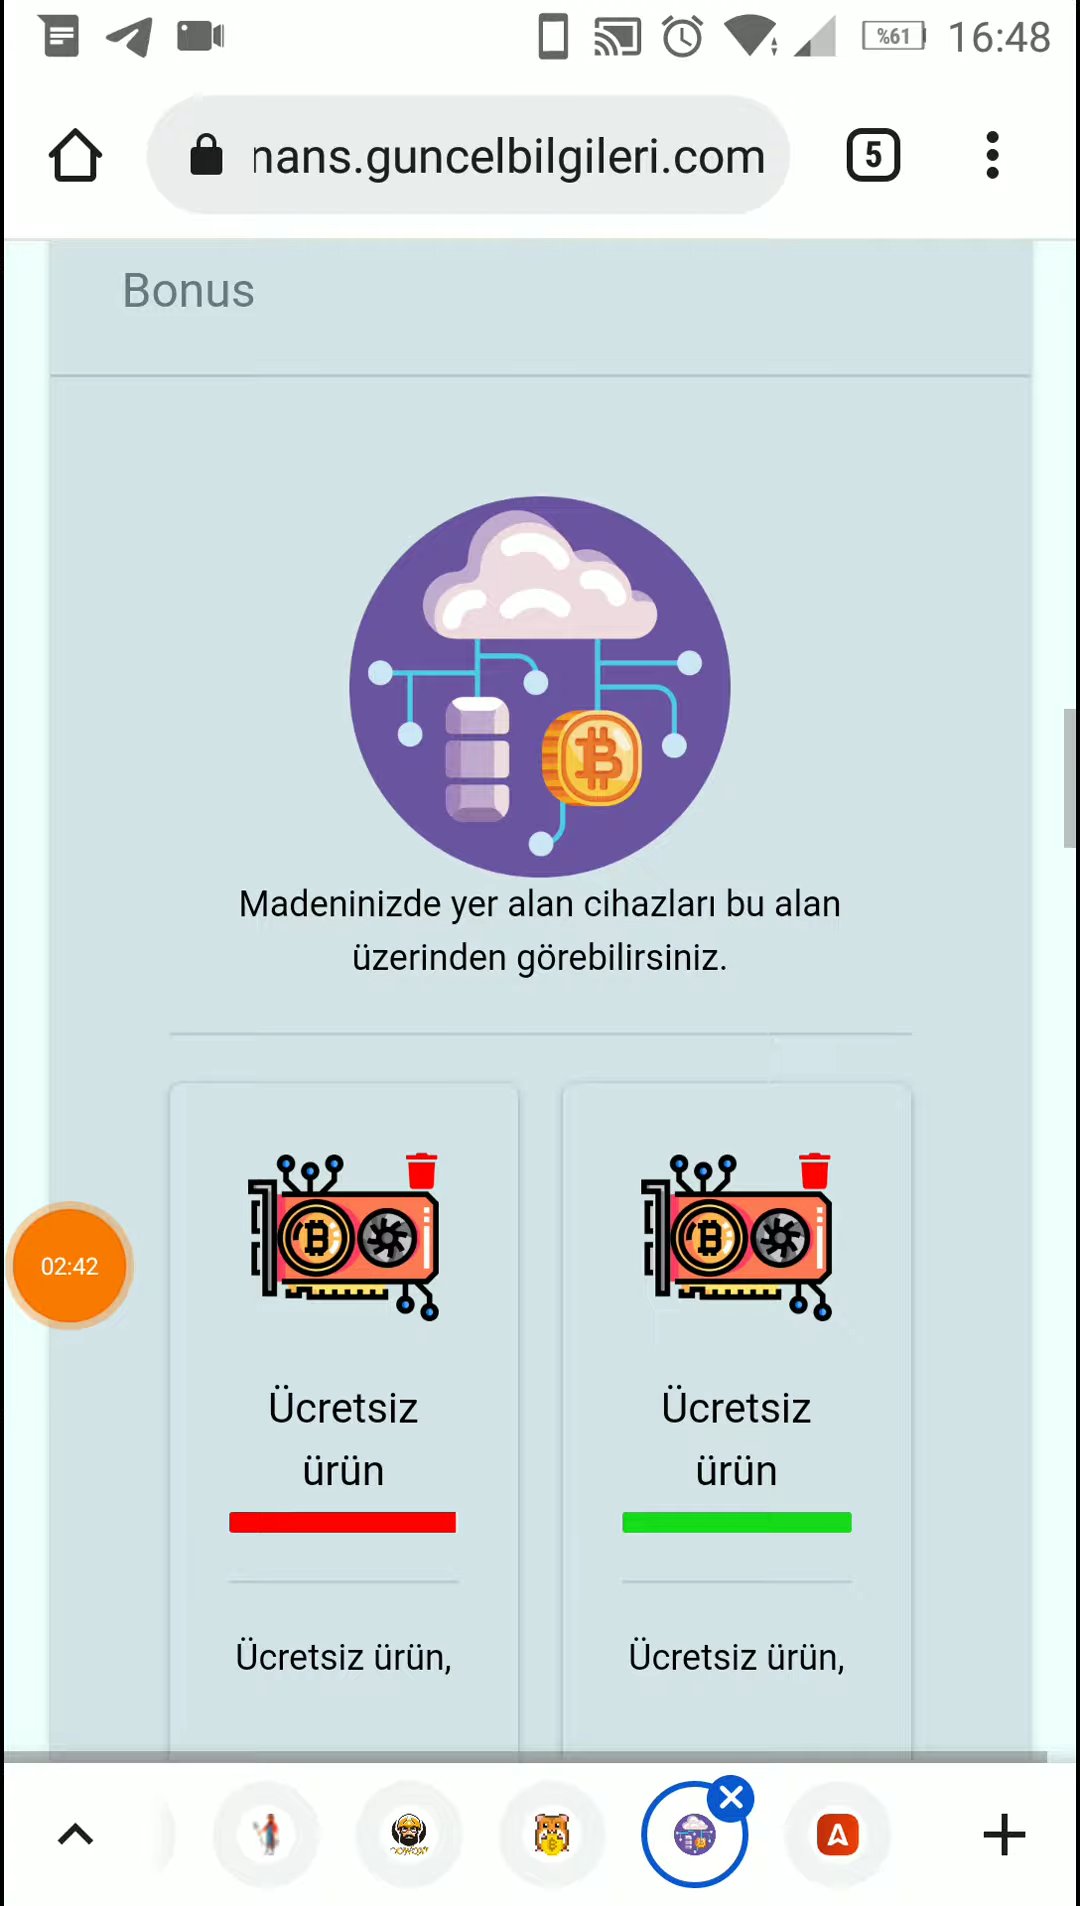 %61 16:48
nans.guncelbilgileri.com 5
Bonus
Madeninizde yer alan cihazları bu alan
üzerinden görebilirsiniz.
Ücretsiz
ürün
Ücretsiz ürün,
Ücretsiz
ürün
Ücretsiz ürün,
02:42